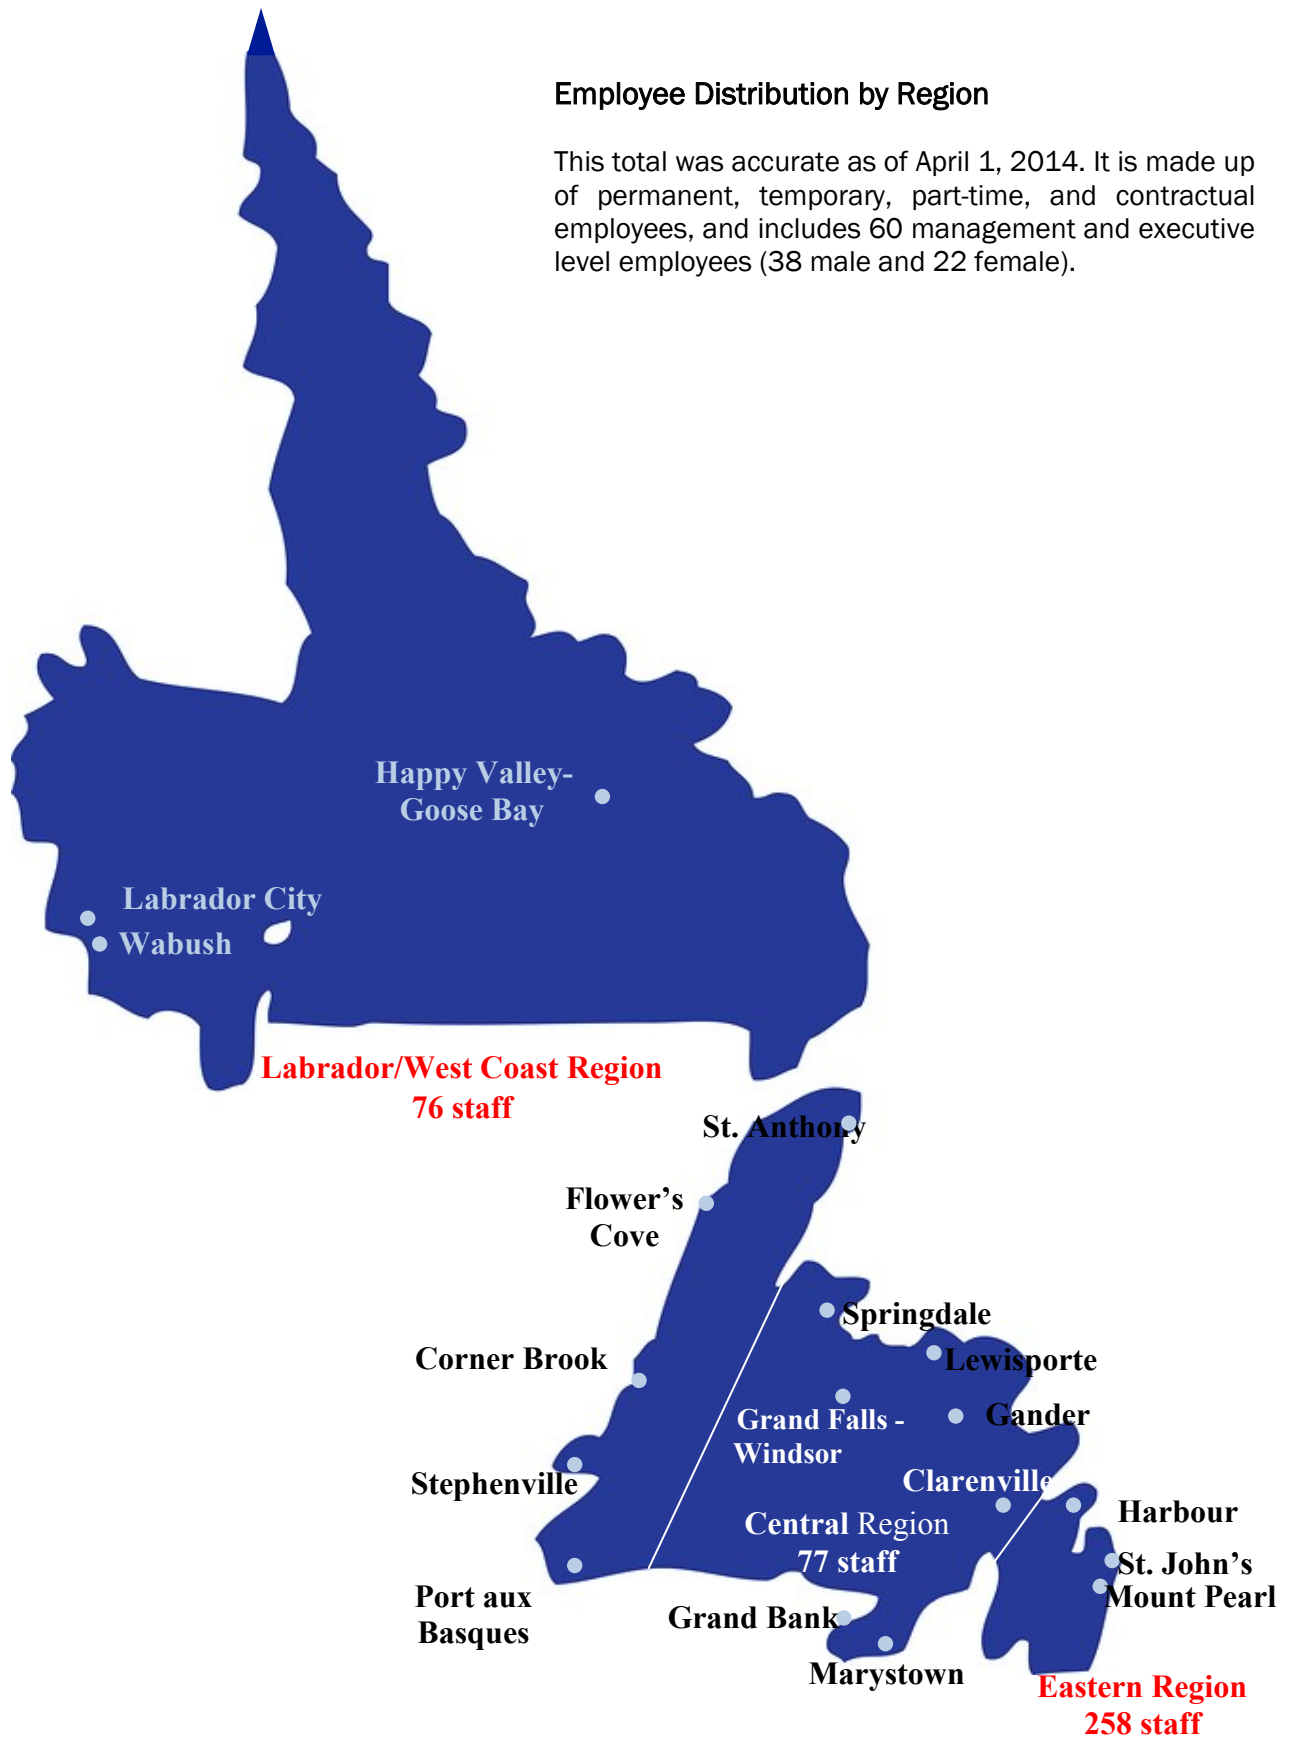 Employee Distribution by Region
This total was accurate as of April 1, 2014. It is made up
of permanent, temporary, part-time, and contractual
employees, and includes 60 management and executive
level employees (38 male and 22 female).
Happy Valley-
Goose Bay
Labrador City
Wabush
Labrador/West Coast Region
76 staff
St. Anthony
Flower’s
Cove
Springdale
Corner Brook
Lewisporte
Grand Falls -
Windsor
Gander
Stephenville
Clarenville
Harbour
Central Region
77 staff
St. John’s
Mount Pearl
Port aux
Basques
Grand Bank
Marystown
Eastern Region
258 staff